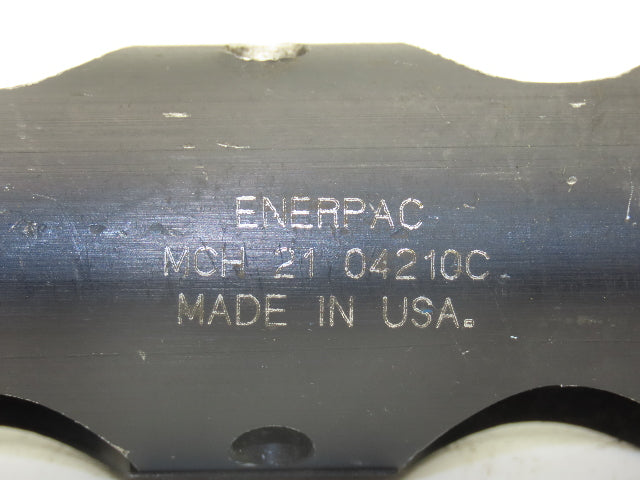 ENERPAC
MCH 21 04210C
MADE IN USA.